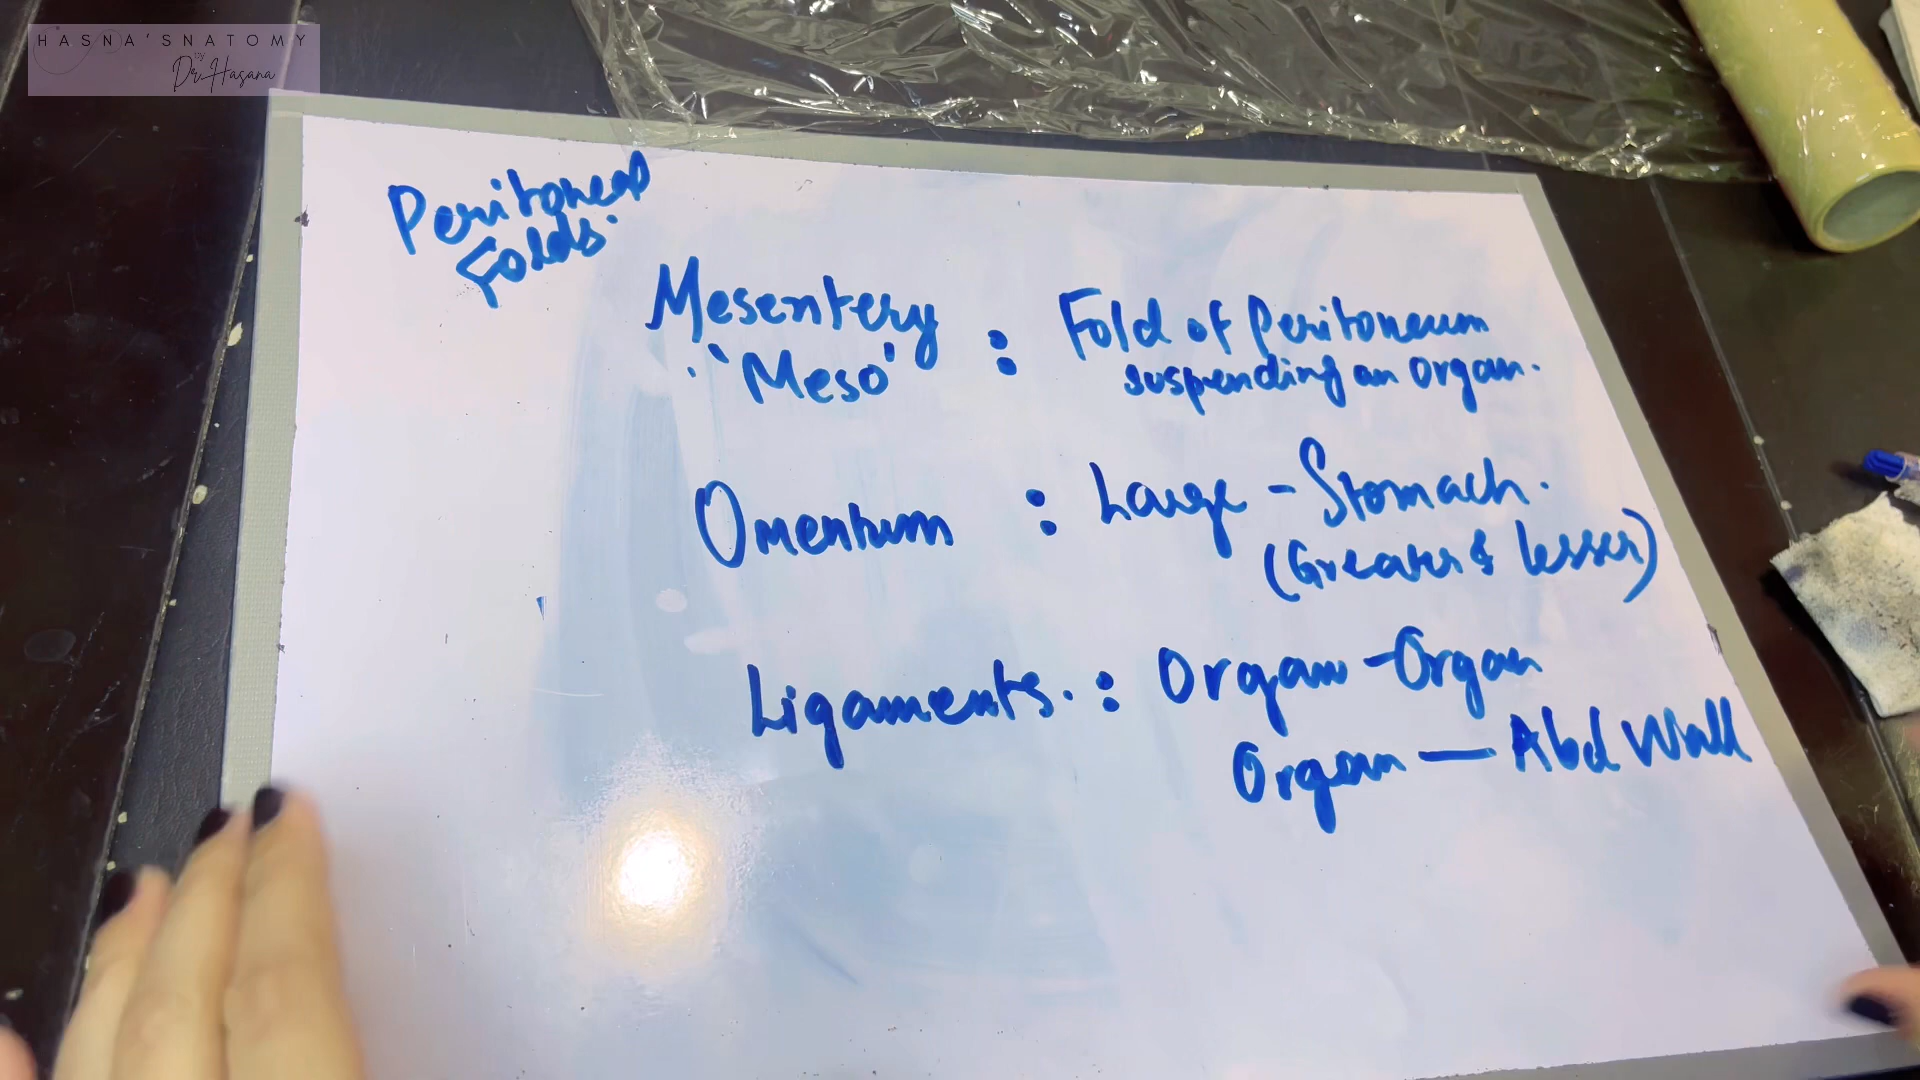 HASNA'SNATOMY
by
Dr.Hasana
Peritoneal
Folds
Mesentery
'Meso' : Fold of Peritoneum
suspending an organ.
Omentum : Large - Stomach.
(Greater & lesser)
Ligaments. : Organ - Organ
Organ — Abd Wall